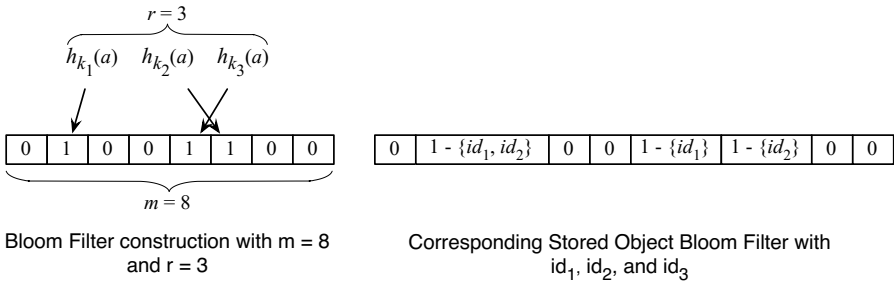 r = 3
h_{k_1}(a) h_{k_2}(a) h_{k_3}(a)
0 1 0 0 1 1 0 0
m = 8
Bloom Filter construction with m = 8
and r = 3
0 1 - {id_1, id_2} 0 0 1 - {id_1} 1 - {id_2} 0 0
Corresponding Stored Object Bloom Filter with
id_1, id_2, and id_3